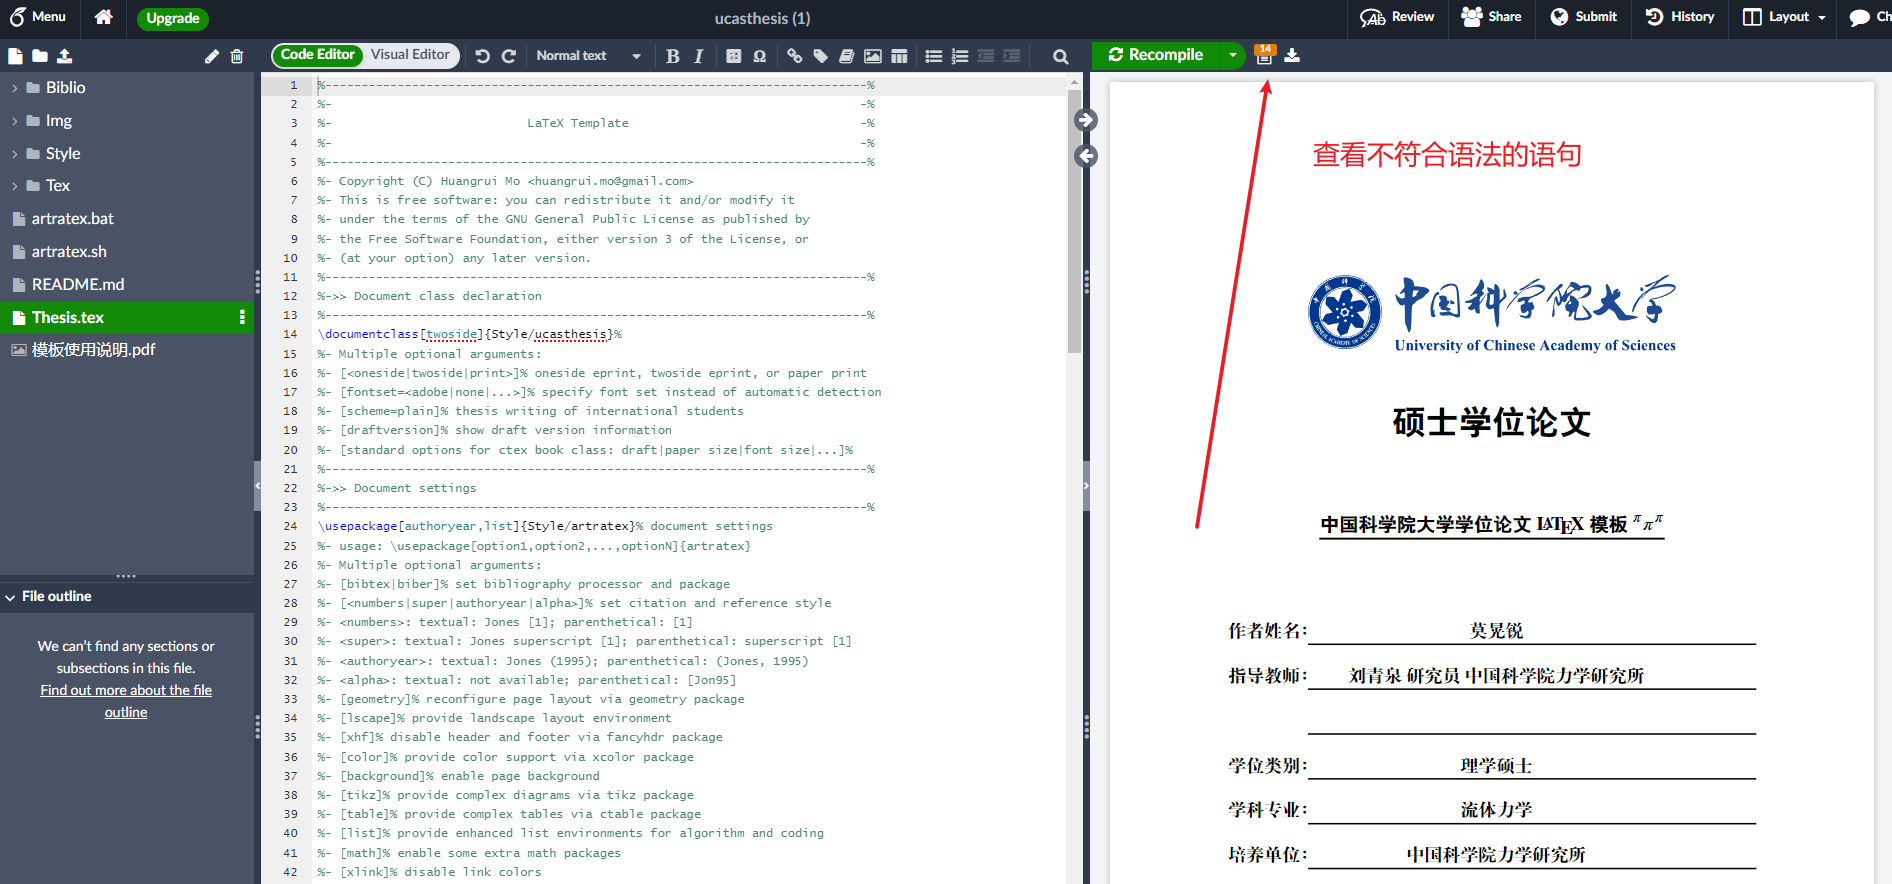 Menu
Upgrade
ucasthesis (1)
Review
Share
Submit
History
Layout
Ch
Code Editor
Visual Editor
Normal text
B
I
Ω
Recompile
14
Biblio
Img
Style
Tex
artratex.bat
artratex.sh
README.md
Thesis.tex
模板使用说明.pdf
File outline
We can't find any sections or
subsections in this file.
Find out more about the file
outline
1 %---------------------------------------------------------------------------%
2 %- -%
3 %- LaTeX Template -%
4 %- -%
5 %---------------------------------------------------------------------------%
6 %- Copyright (C) Huangrui Mo <huangrui.mo@gmail.com>
7 %- This is free software: you can redistribute it and/or modify it
8 %- under the terms of the GNU General Public License as published by
9 %- the Free Software Foundation, either version 3 of the License, or
10 %- (at your option) any later version.
11 %---------------------------------------------------------------------------%
12 %->> Document class declaration
13 %---------------------------------------------------------------------------%
14 \documentclass[twoside]{Style/ucasthesis}%
15 %- Multiple optional arguments:
16 %- [<oneside|twoside|print>]% oneside eprint, twoside eprint, or paper print
17 %- [fontset=<adobe|none|...>]% specify font set instead of automatic detection
18 %- [scheme=plain]% thesis writing of international students
19 %- [draftversion]% show draft version information
20 %- [standard options for ctex book class: draft|paper size|font size|...]%
21 %---------------------------------------------------------------------------%
22 %->> Document settings
23 %---------------------------------------------------------------------------%
24 \usepackage[authoryear,list]{Style/artratex}% document settings
25 %- usage: \usepackage[option1,option2,...,optionN]{artratex}
26 %- Multiple optional arguments:
27 %- [bibtex|biber]% set bibliography processor and package
28 %- [<numbers|super|authoryear|alpha>]% set citation and reference style
29 %- <numbers>: textual: Jones [1]; parenthetical: [1]
30 %- <super>: textual: Jones superscript [1]; parenthetical: superscript [1]
31 %- <authoryear>: textual: Jones (1995); parenthetical: (Jones, 1995)
32 %- <alpha>: textual: not available; parenthetical: [Jon95]
33 %- [geometry]% reconfigure page layout via geometry package
34 %- [lscape]% provide landscape layout environment
35 %- [xhf]% disable header and footer via fancyhdr package
36 %- [color]% provide color support via xcolor package
37 %- [background]% enable page background
38 %- [tikz]% provide complex diagrams via tikz package
39 %- [table]% provide complex tables via ctable package
40 %- [list]% provide enhanced list environments for algorithm and coding
41 %- [math]% enable some extra math packages
42 %- [xlink]% disable link colors
查看不符合语法的语句
中国科学院大学
University of Chinese Academy of Sciences
硕士学位论文
中国科学院大学学位论文 LATEX 模板 π π π
作者姓名: 莫晃锐
指导教师: 刘青泉 研究员 中国科学院力学研究所
学位类别: 理学硕士
学科专业: 流体力学
培养单位: 中国科学院力学研究所